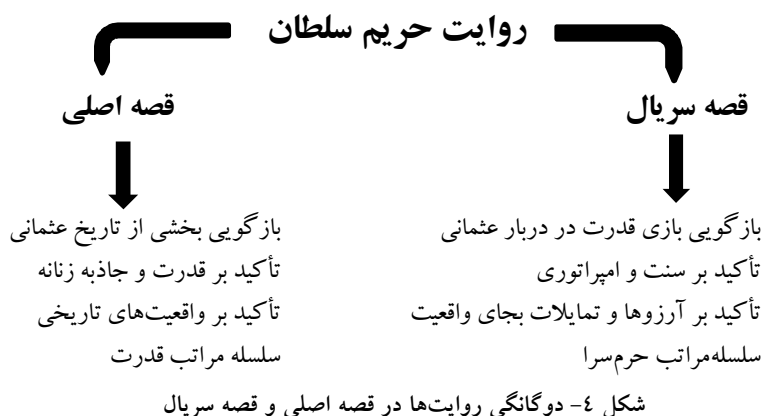 روایت حریم سلطان
قصه سریال
قصه اصلی
بازگویی بازی قدرت در دربار عثمانی
تأکید بر سنت و امپراتوری
تأکید بر آرزوها و تمایلات بجای واقعیت
سلسله‌مراتب حرم‌سرا
بازگویی بخشی از تاریخ عثمانی
تأکید بر قدرت و جاذبه زنانه
تأکید بر واقعیت‌های تاریخی
سلسله مراتب قدرت
شکل ٤- دوگانگی روایت‌ها در قصه اصلی و قصه سریال